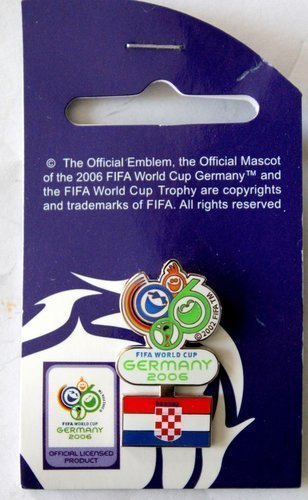 © The Official Emblem, the Official Mascot
of the 2006 FIFA World Cup Germany™ and
the FIFA World Cup Trophy are copyrights
and trademarks of FIFA. All rights reserved
©2002 FIFA TM
FIFA WORLD CUP
GERMANY
2006
FIFA WORLD CUP
GERMANY
2006
OFFICIAL LICENSED
PRODUCT